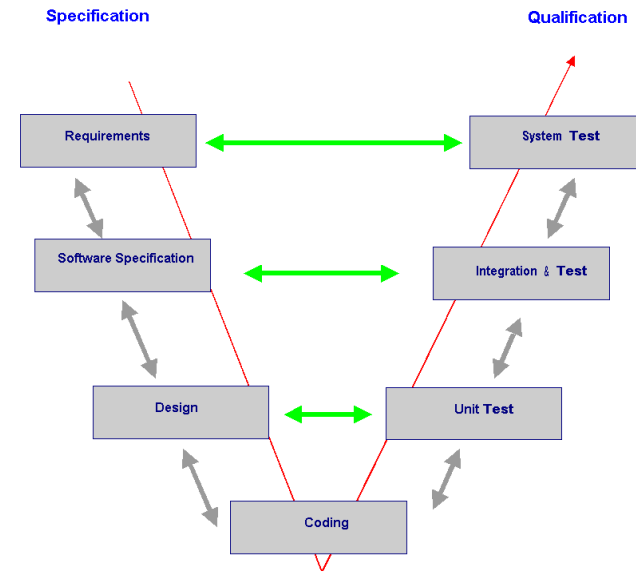 Specification
Qualification
Requirements
System Test
Software Specification
Integration & Test
Design
Unit Test
Coding